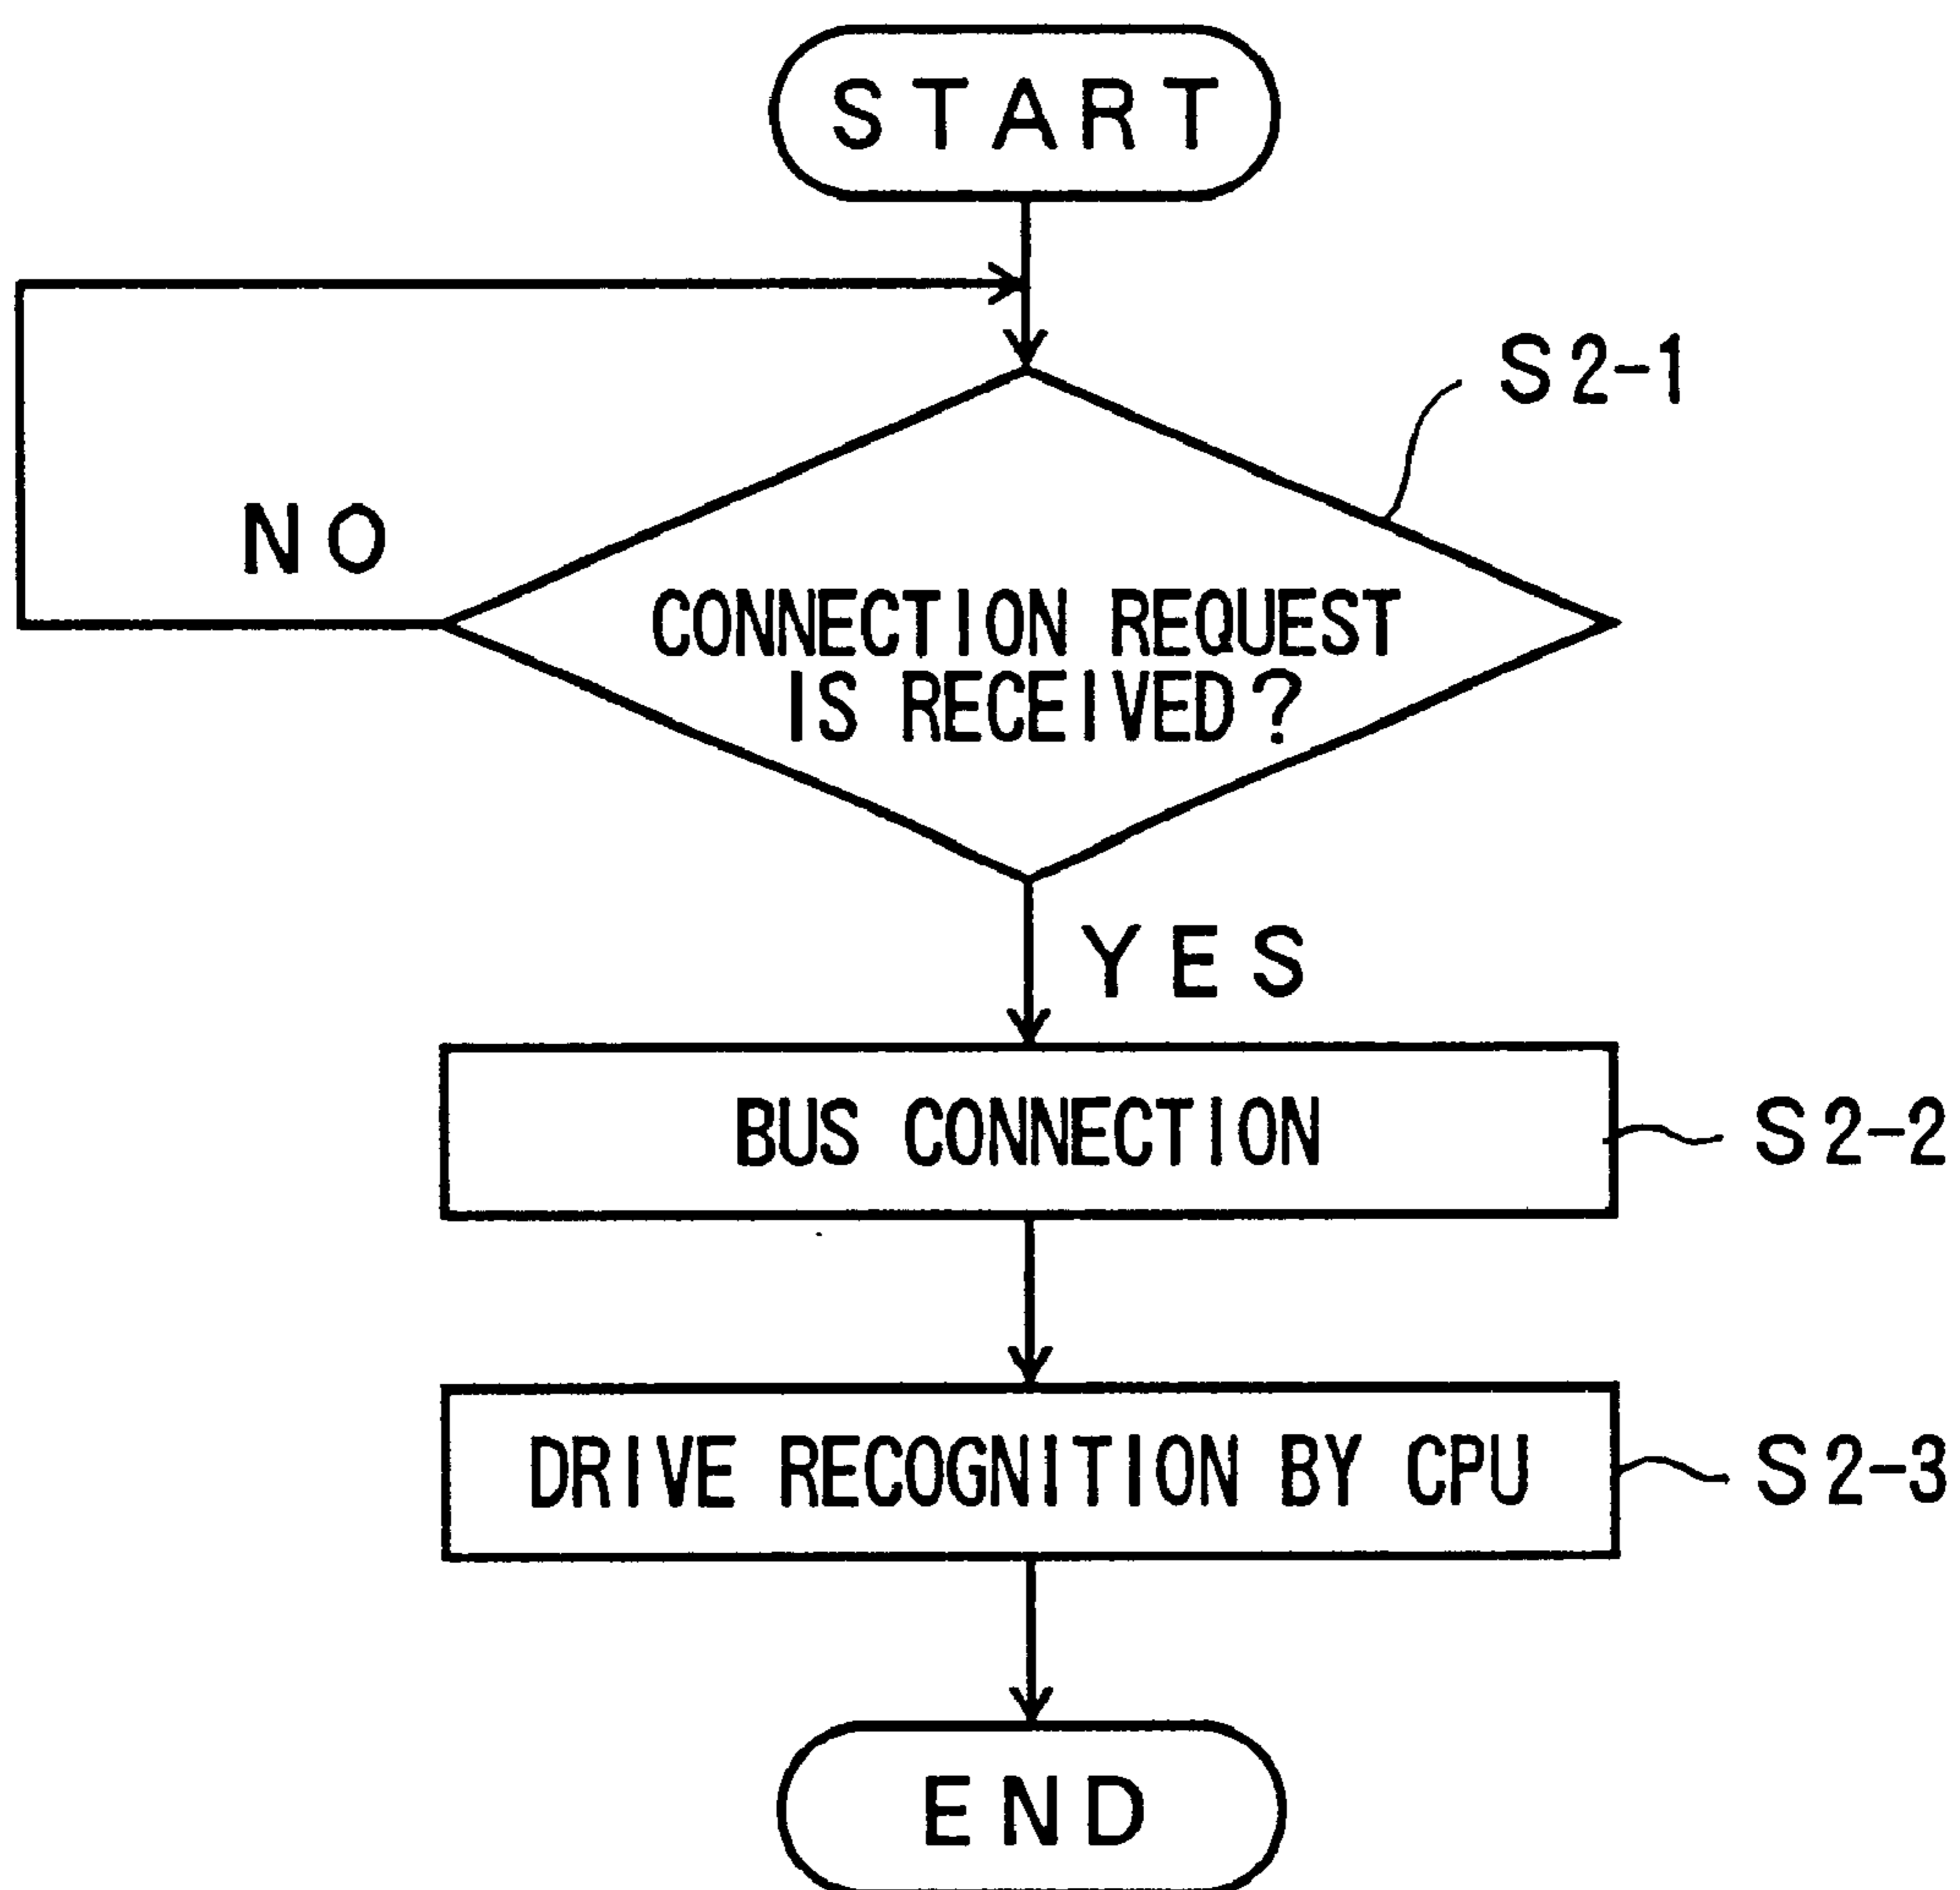 START
S2-1
NO
CONNECTION REQUEST
IS RECEIVED?
YES
BUS CONNECTION
S2-2
DRIVE RECOGNITION BY CPU
S2-3
END